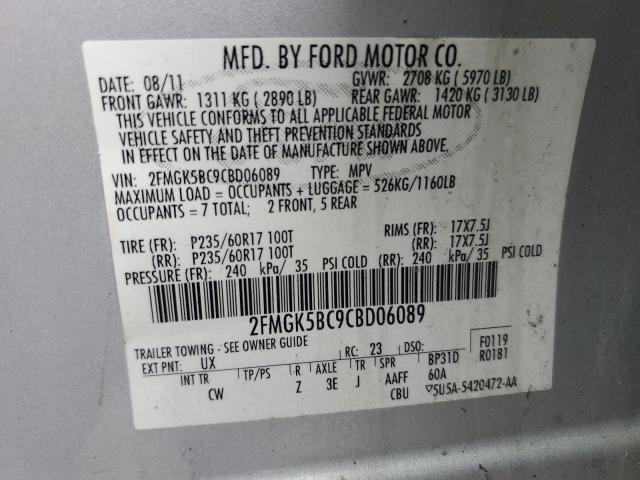 MFD. BY FORD MOTOR CO.
DATE: 08/11 GVWR: 2708 KG ( 5970 LB)
FRONT GAWR: 1311 KG ( 2890 LB) REAR GAWR: 1420 KG ( 3130 LB)
THIS VEHICLE CONFORMS TO ALL APPLICABLE FEDERAL MOTOR
VEHICLE SAFETY AND THEFT PREVENTION STANDARDS
IN EFFECT ON THE DATE OF MANUFACTURE SHOWN ABOVE.
VIN: 2FMGK5BC9CBD06089 TYPE: MPV
MAXIMUM LOAD = OCCUPANTS + LUGGAGE = 526KG/1160LB
OCCUPANTS = 7 TOTAL; 2 FRONT, 5 REAR
TIRE (FR): P235/60R17 100T RIMS (FR): 17X7.5J
(RR): P235/60R17 100T (RR): 17X7.5J
PRESSURE (FR): 240 kPa/ 35 PSI COLD (RR): 240 kPa/ 35 PSI COLD
2FMGK5BC9CBD06089
TRAILER TOWING - SEE OWNER GUIDE F0119
EXT PNT: UX RC: 23 DSO: R0181
INT TR TP/PS R AXLE TR SPR BP31D
CW Z 3E J AAFF 60A
CBU ▽5U5A-5420472-AA